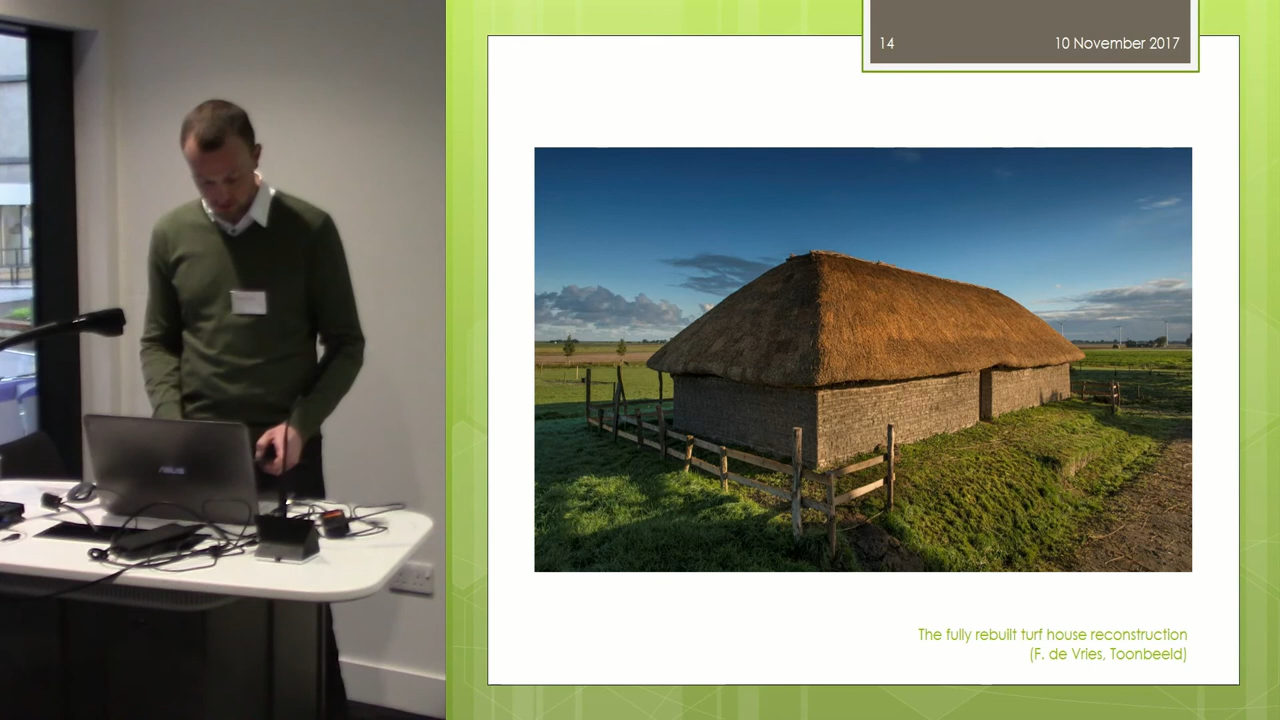 14
10 November 2017
The fully rebuilt turf house reconstruction
(F. de Vries, Toonbeeld)
ASUS